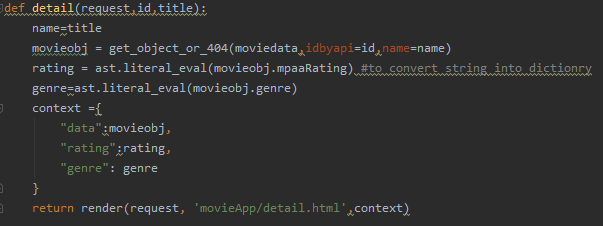 def detail(request,id,title):
    name=title
    movieobj = get_object_or_404(moviedata,idbyapi=id,name=name)
    rating = ast.literal_eval(movieobj.mpaaRating) #to convert string into dictionry
    genre=ast.literal_eval(movieobj.genre)
    context ={
        "data":movieobj,
        "rating":rating,
        "genre": genre
    }
    return render(request, 'movieApp/detail.html',context)